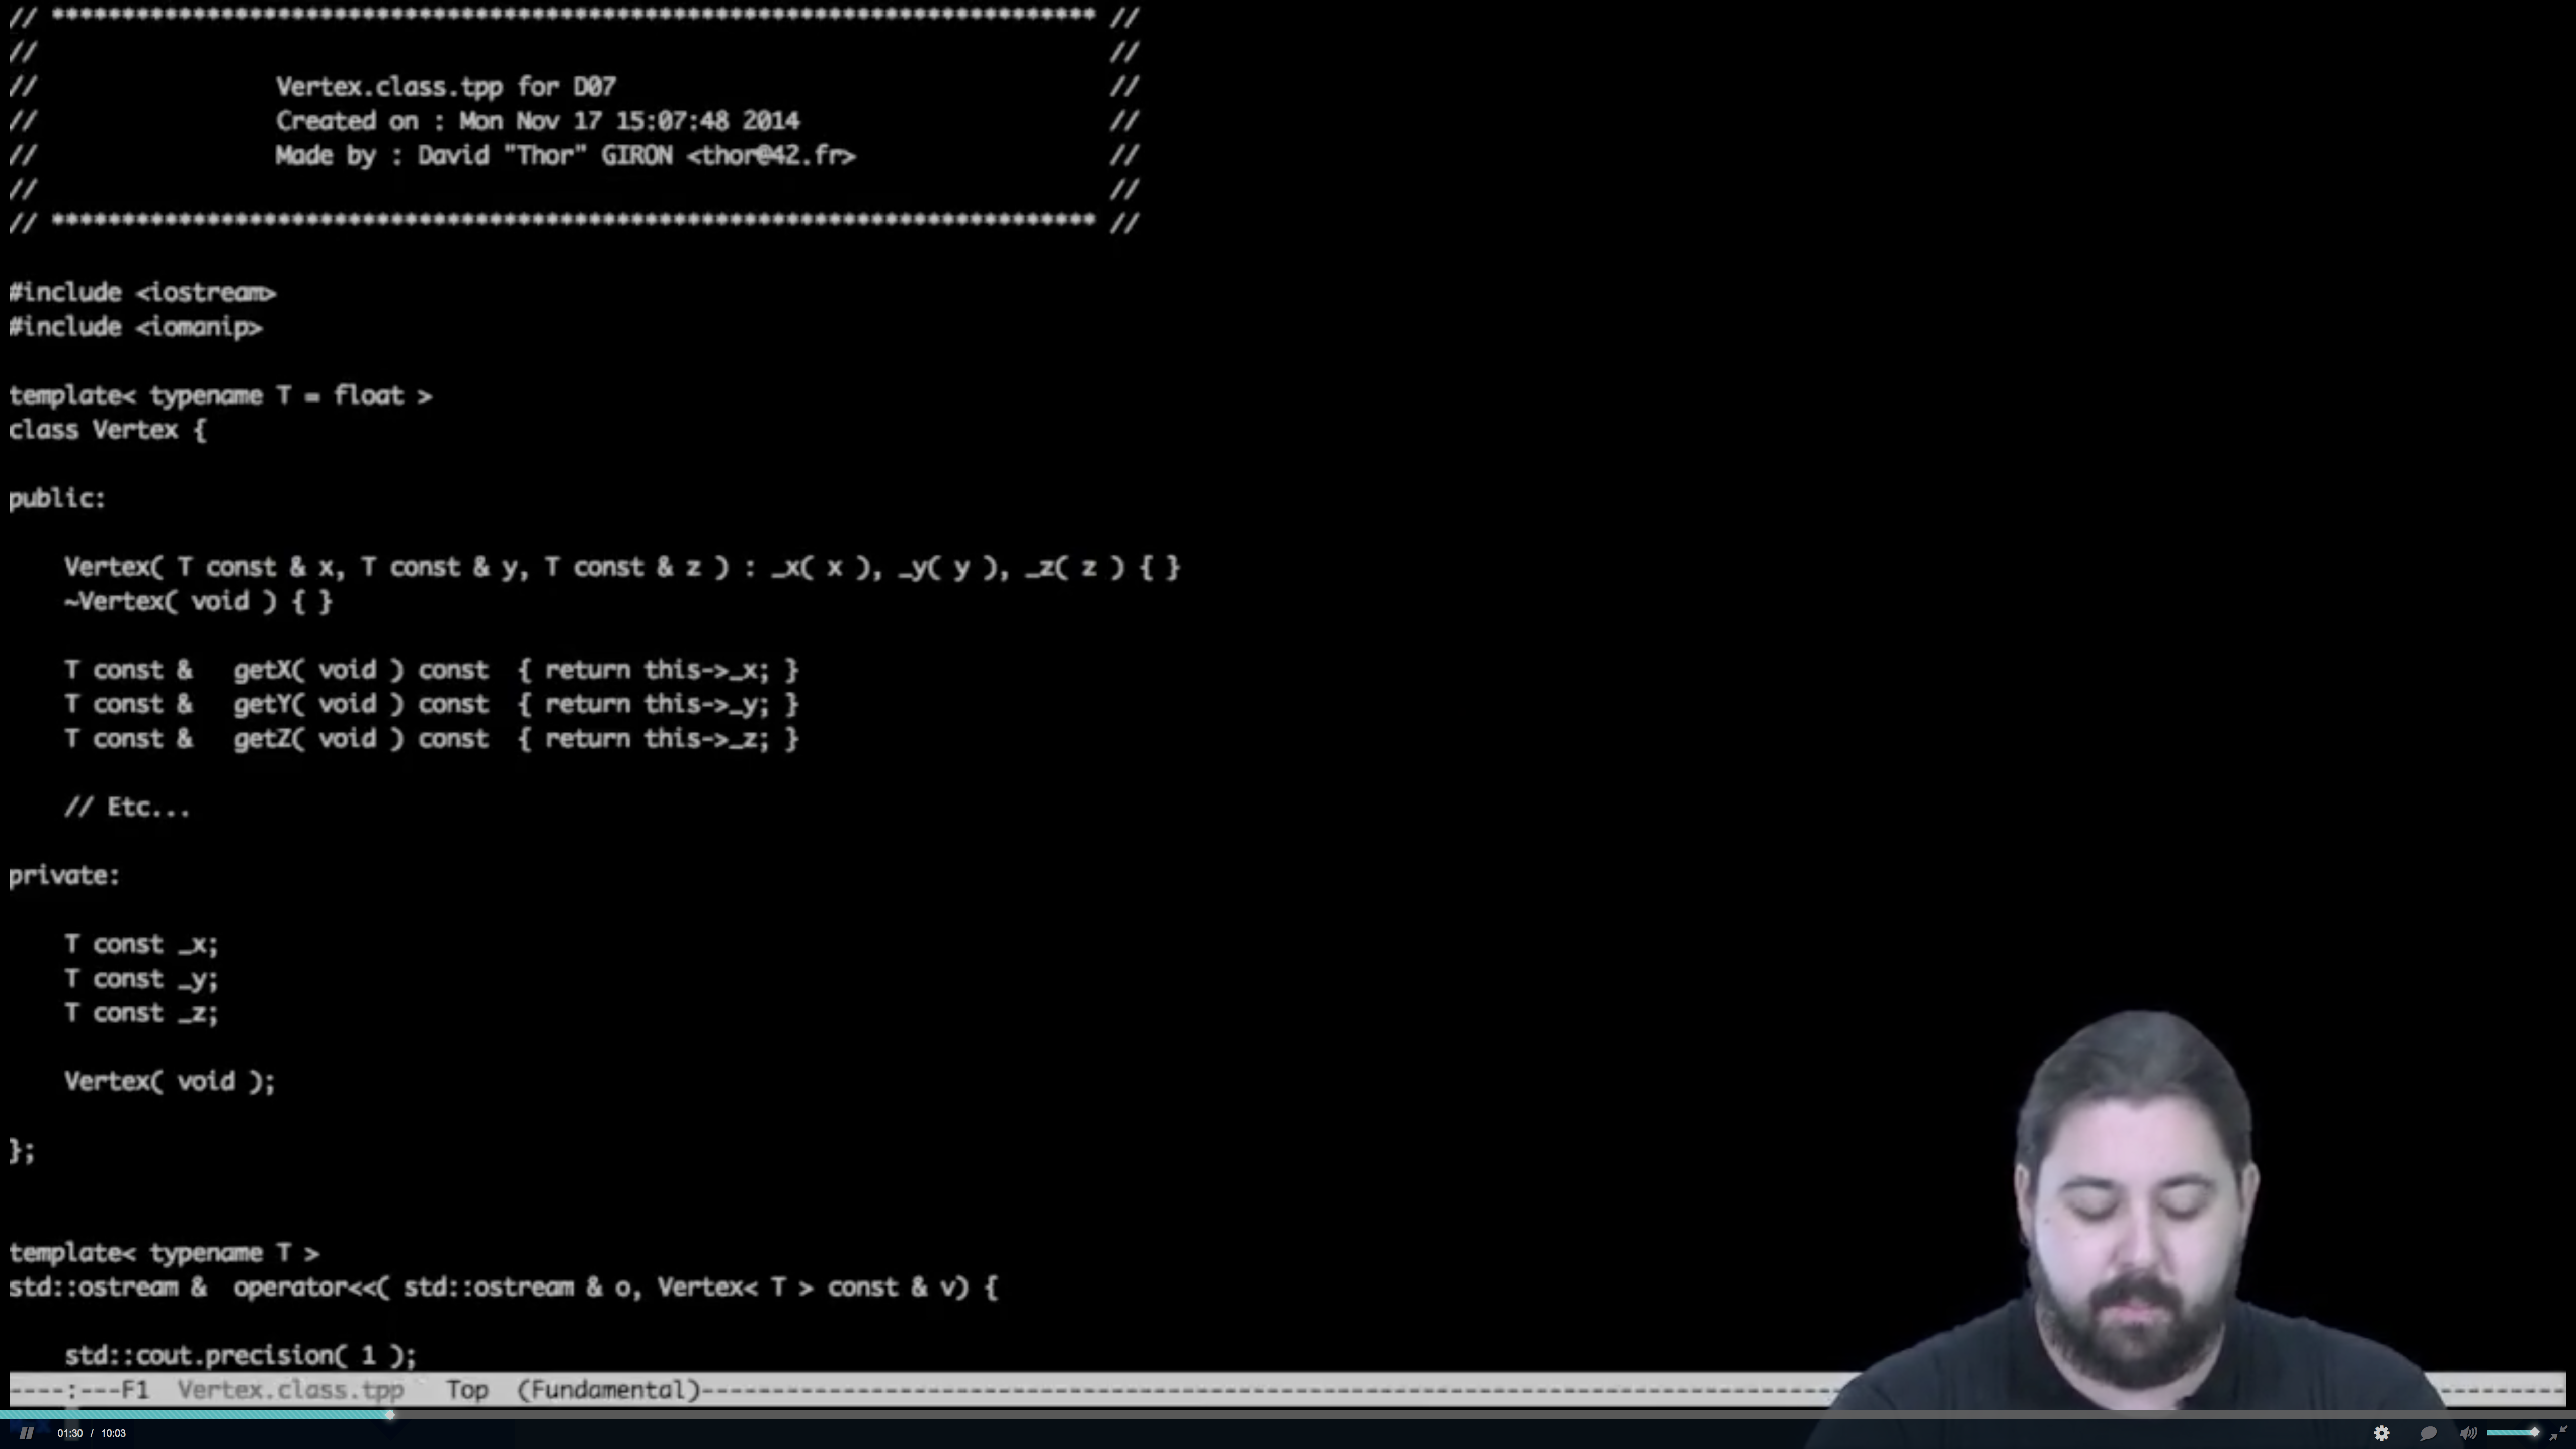 // ************************************************************************** //
//                                                                            //
//                 Vertex.class.tpp for D07                                   //
//                 Created on : Mon Nov 17 15:07:48 2014                      //
//                 Made by : David "Thor" GIRON <thor@42.fr>                  //
//                                                                            //
// ************************************************************************** //
#include <iostream>
#include <iomanip>
template< typename T = float >
class Vertex {
public:
    Vertex( T const & x, T const & y, T const & z ) : _x( x ), _y( y ), _z( z ) { }
    ~Vertex( void ) { }
    T const &   getX( void ) const  { return this->_x; }
    T const &   getY( void ) const  { return this->_y; }
    T const &   getZ( void ) const  { return this->_z; }
    // Etc...
private:
    T const _x;
    T const _y;
    T const _z;
    Vertex( void );
};
template< typename T >
std::ostream &  operator<<( std::ostream & o, Vertex< T > const & v) {
    std::cout.precision( 1 );
----:---F1  Vertex.class.tpp   Top  (Fundamental)----------
01:30 / 10:03